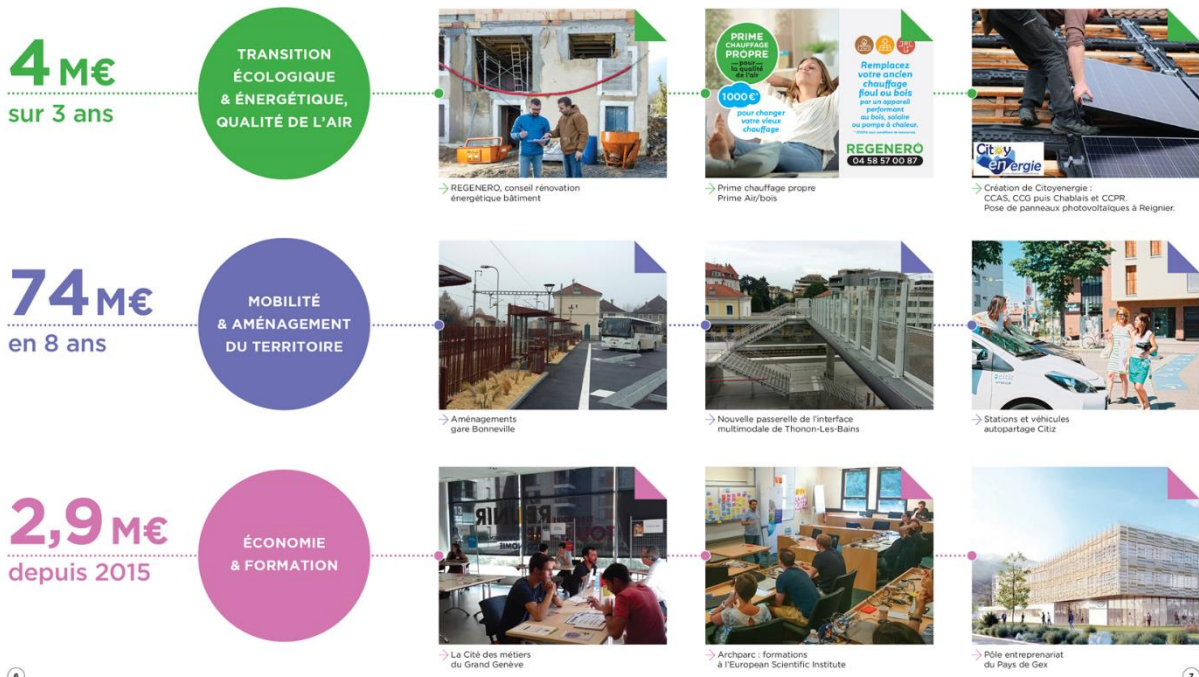 4 M€
sur 3 ans
TRANSITION
ÉCOLOGIQUE
& ÉNERGÉTIQUE,
QUALITÉ DE L'AIR
REGENERO, conseil rénovation
énergétique bâtiment
PRIME
CHAUFFAGE
PROPRE
pour
la qualité
de l'air
1000€*
pour changer
votre vieux
chauffage
Remplacez
votre ancien
chauffage
fioul ou bois
par un appareil
performant
au bois, solaire
ou pompe à chaleur.
REGENERO
04 58 57 00 87
Prime chauffage propre
Prime Air/bois
Citoy
energie
Création de Citoyenergie :
CCAS, CCG puis Chablais et CCPR.
Pose de panneaux photovoltaïques à Reignier.
74 M€
en 8 ans
MOBILITÉ
& AMÉNAGEMENT
DU TERRITOIRE
Aménagements
gare Bonneville
Nouvelle passerelle de l'interface
multimodale de Thonon-Les-Bains
citiz
Stations et véhicules
autopartage Citiz
2,9 M€
depuis 2015
ÉCONOMIE
& FORMATION
La Cité des métiers
du Grand Genève
Archparc : formations
à l'European Scientific Institute
Pôle entreprenariat
du Pays de Gex
6
7